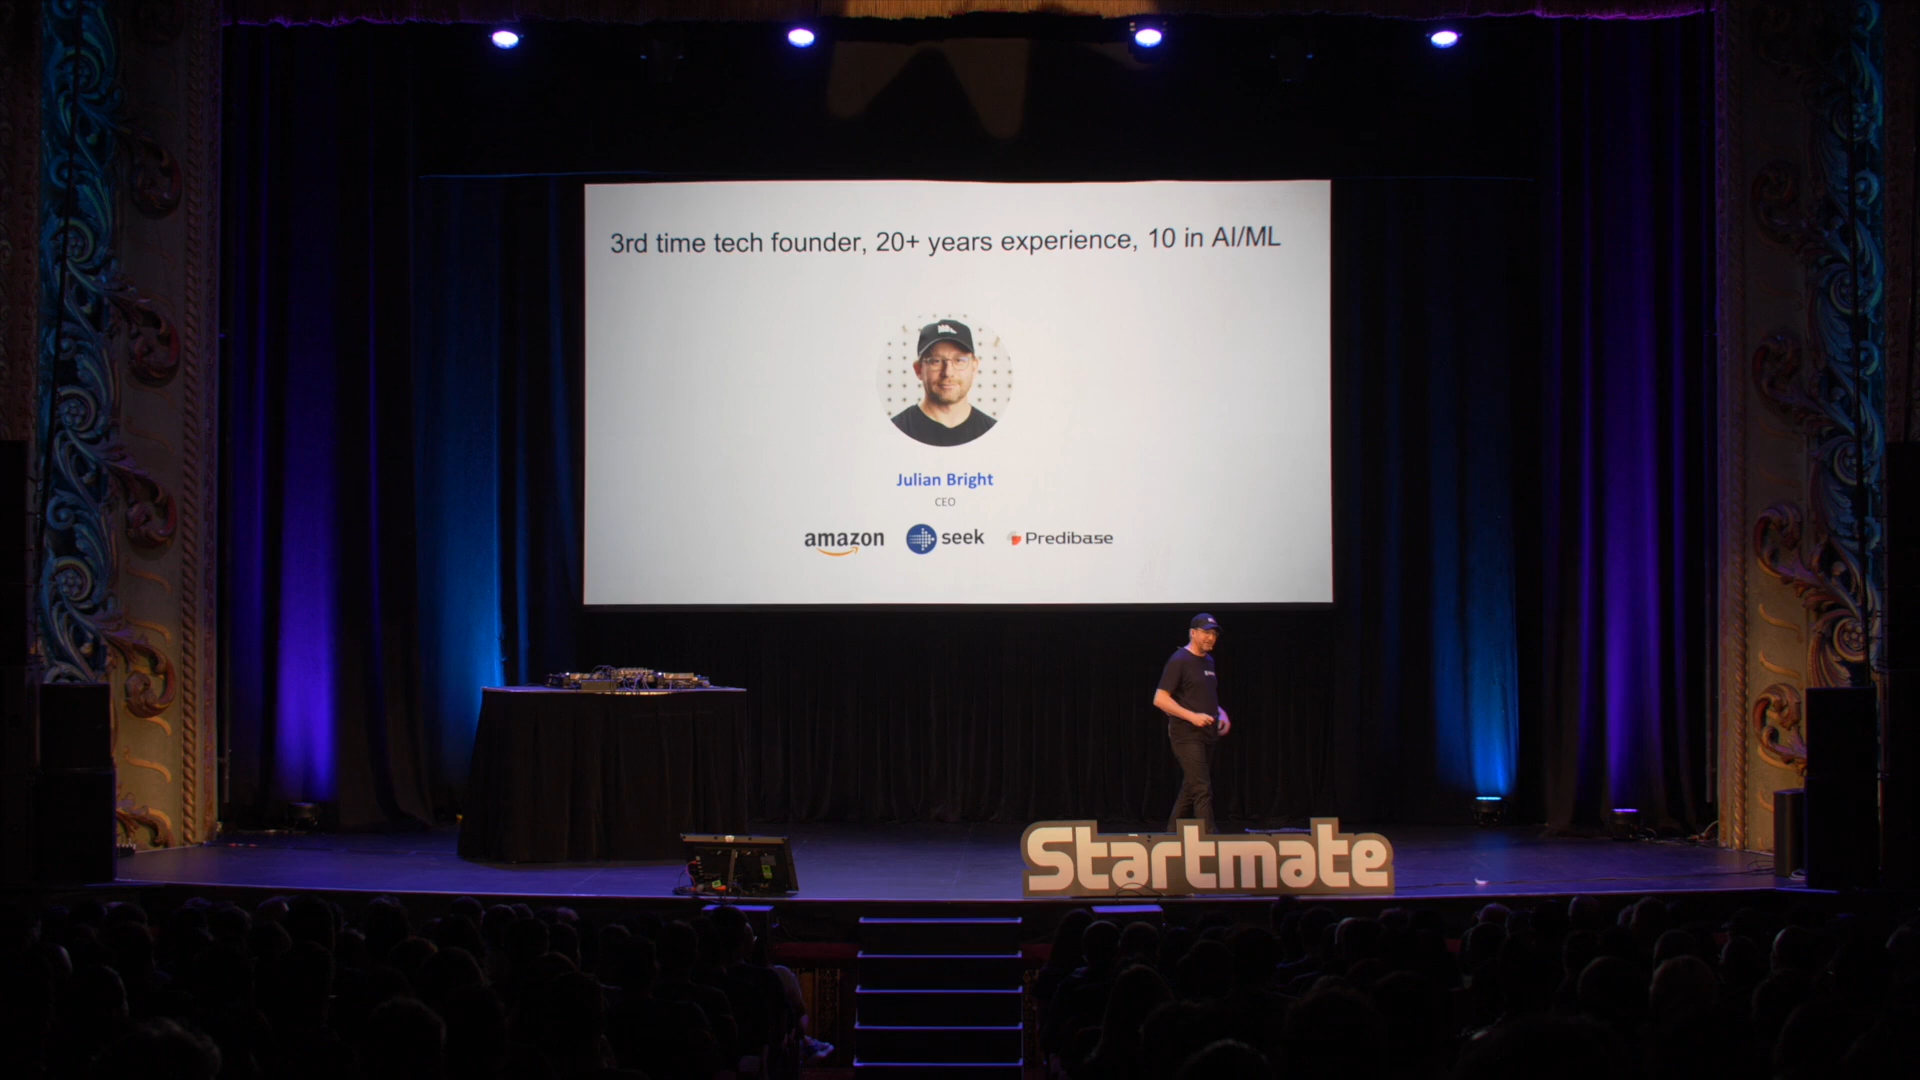 3rd time tech founder, 20+ years experience, 10 in AI/ML
Julian Bright
CEO
amazon seek Predibase
Startmate